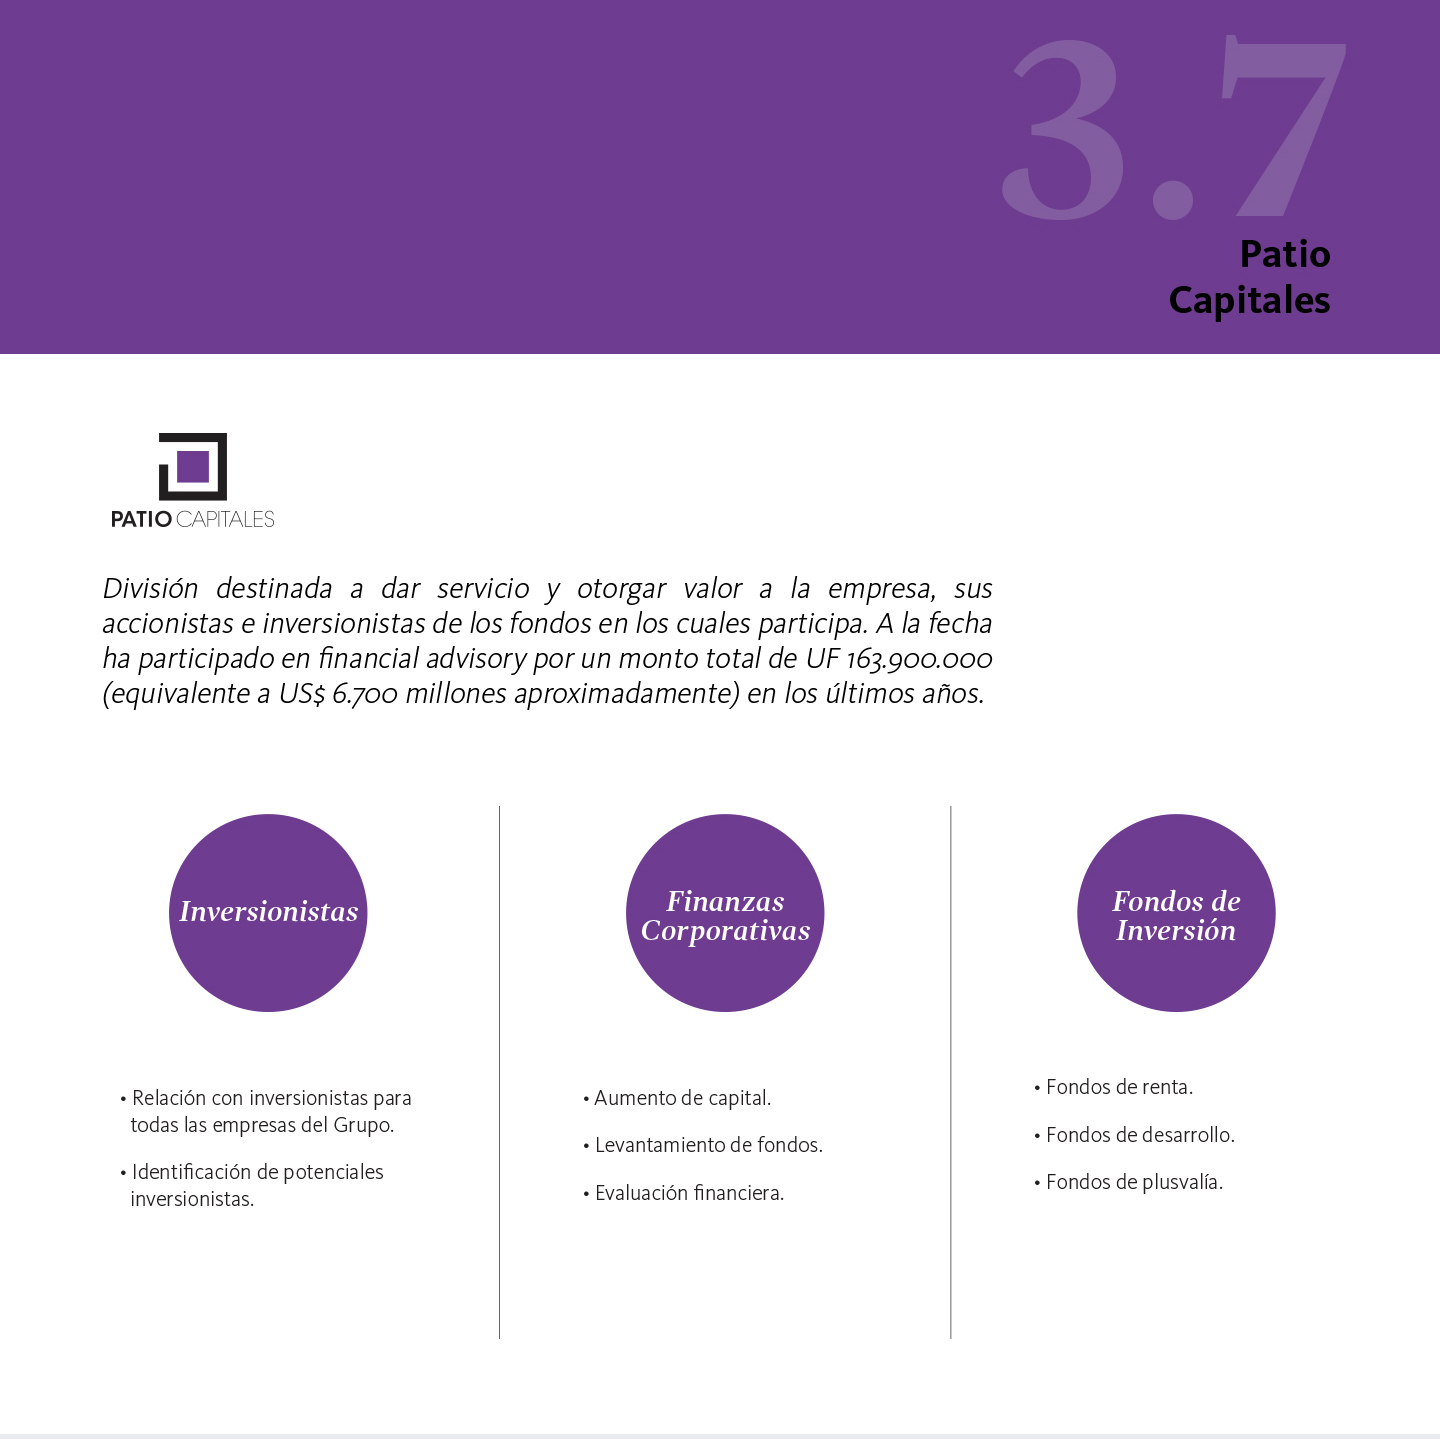 3.7
Patio
Capitales
PATIO CAPITALES
División destinada a dar servicio y otorgar valor a la empresa, sus
accionistas e inversionistas de los fondos en los cuales participa. A la fecha
ha participado en financial advisory por un monto total de UF 163.900.000
(equivalente a US$ 6.700 millones aproximadamente) en los últimos años.
Inversionistas
• Relación con inversionistas para
todas las empresas del Grupo.
• Identificación de potenciales
inversionistas.
Finanzas
Corporativas
• Aumento de capital.
• Levantamiento de fondos.
• Evaluación financiera.
Fondos de
Inversión
• Fondos de renta.
• Fondos de desarrollo.
• Fondos de plusvalía.